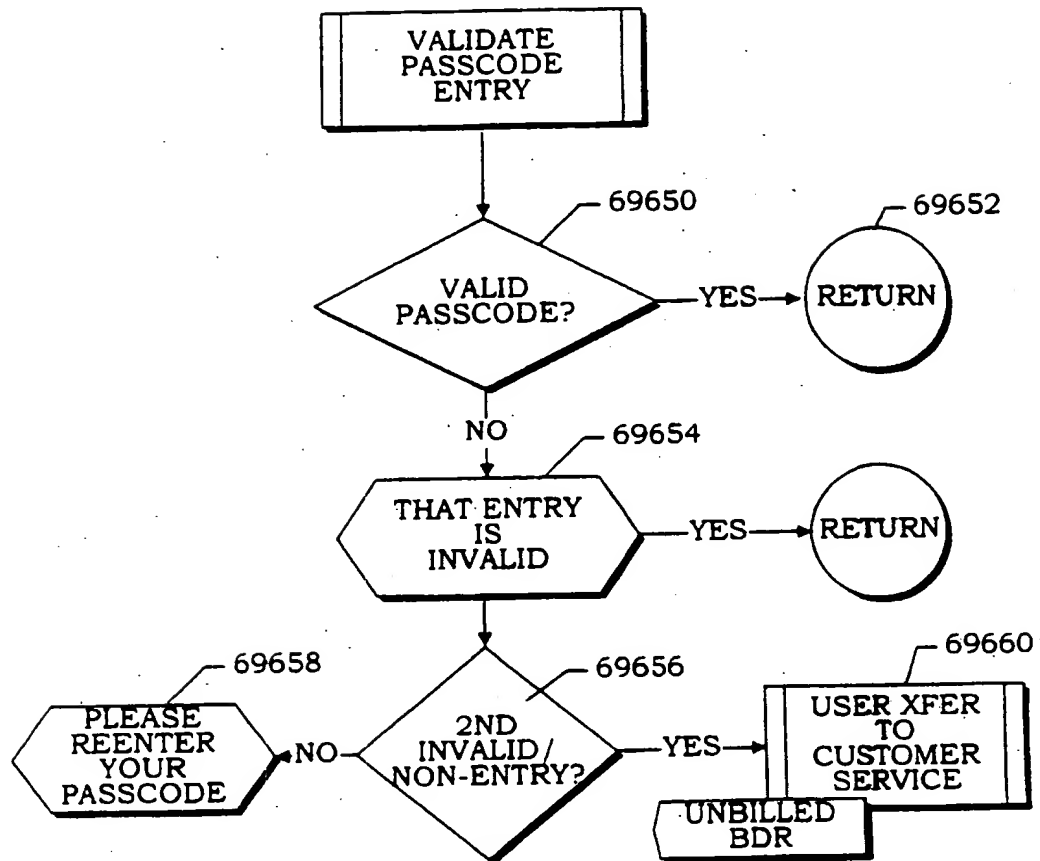 VALIDATE
PASSCODE
ENTRY
69650
69652
VALID
PASSCODE?
YES
RETURN
NO
69654
THAT ENTRY
IS
INVALID
YES
RETURN
69658
69656
69660
PLEASE
REENTER
YOUR
PASSCODE
NO
2ND
INVALID/
NON-ENTRY?
YES
USER XFER
TO
CUSTOMER
SERVICE
UNBILLED
BDR